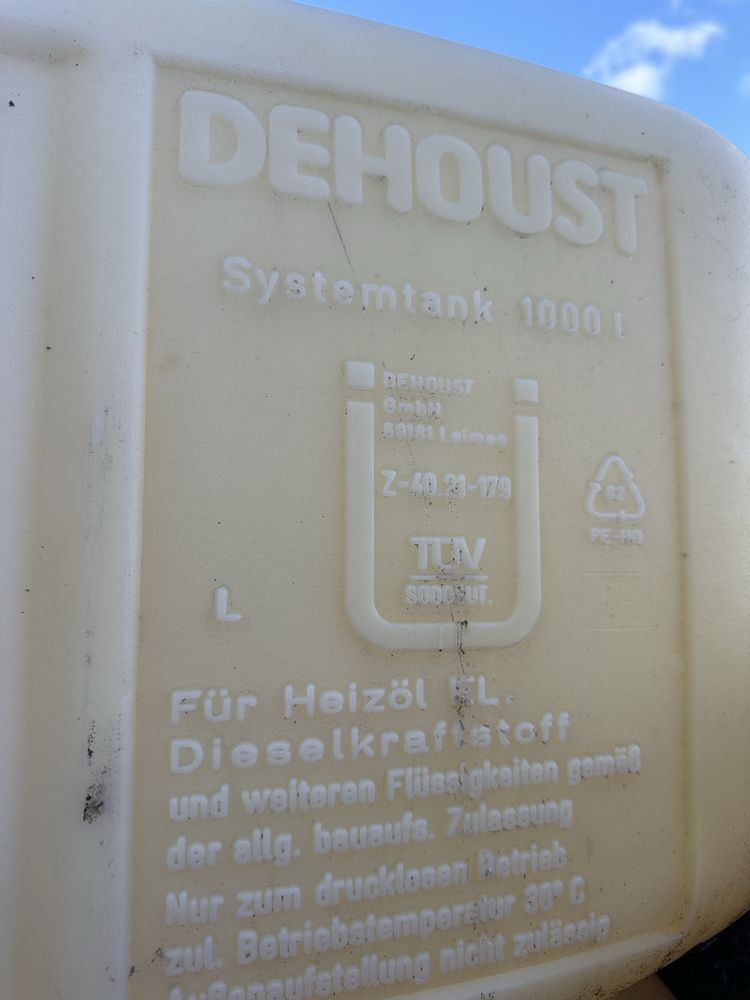 DEHOUST
Systemtank 1000 l
DEHOUST
GmbH
69181 Leimen
Z-40.21-179
TÜV
SÜDDEUT.
02
PE-HD
L
Für Heizöl EL.
Dieselkraftstoff
und weiteren Flüssigkeiten gemäß
der allg. bauaufs. Zulassung
Nur zum drucklosen Betrieb
zul. Betriebstemperatur 30° C
Außenaufstellung nicht zulässig